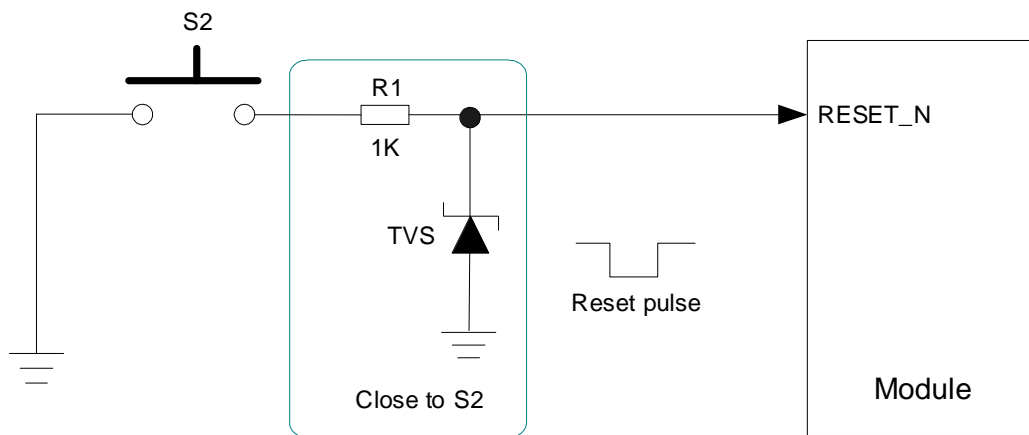 S2
R1
1K
RESET_N
TVS
Reset pulse
Close to S2
Module